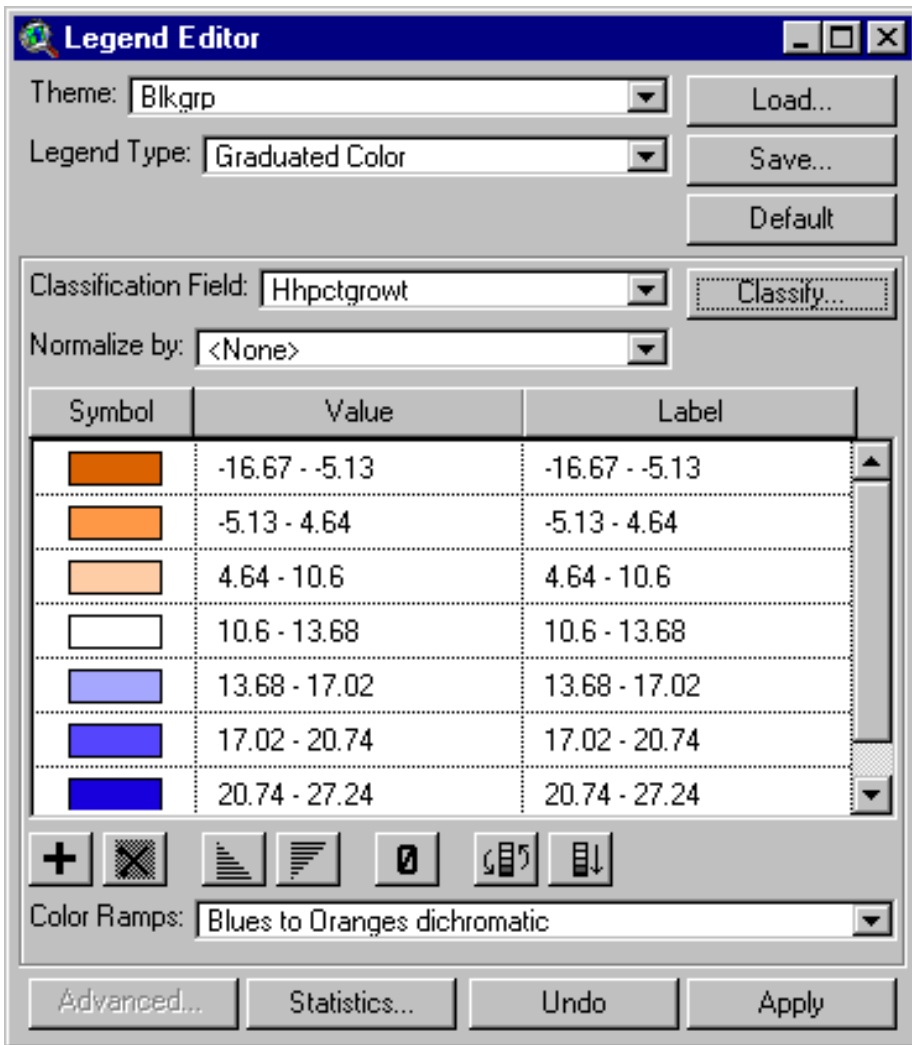 Legend Editor
Theme: Blkgrp
Load...
Legend Type: Graduated Color
Save...
Default
Classification Field: Hhpctgrowt
Classify...
Normalize by: <None>
Symbol Value Label
-16.67 - -5.13 -16.67 - -5.13
-5.13 - 4.64 -5.13 - 4.64
4.64 - 10.6 4.64 - 10.6
10.6 - 13.68 10.6 - 13.68
13.68 - 17.02 13.68 - 17.02
17.02 - 20.74 17.02 - 20.74
20.74 - 27.24 20.74 - 27.24
0
Color Ramps: Blues to Oranges dichromatic
Advanced... Statistics... Undo Apply